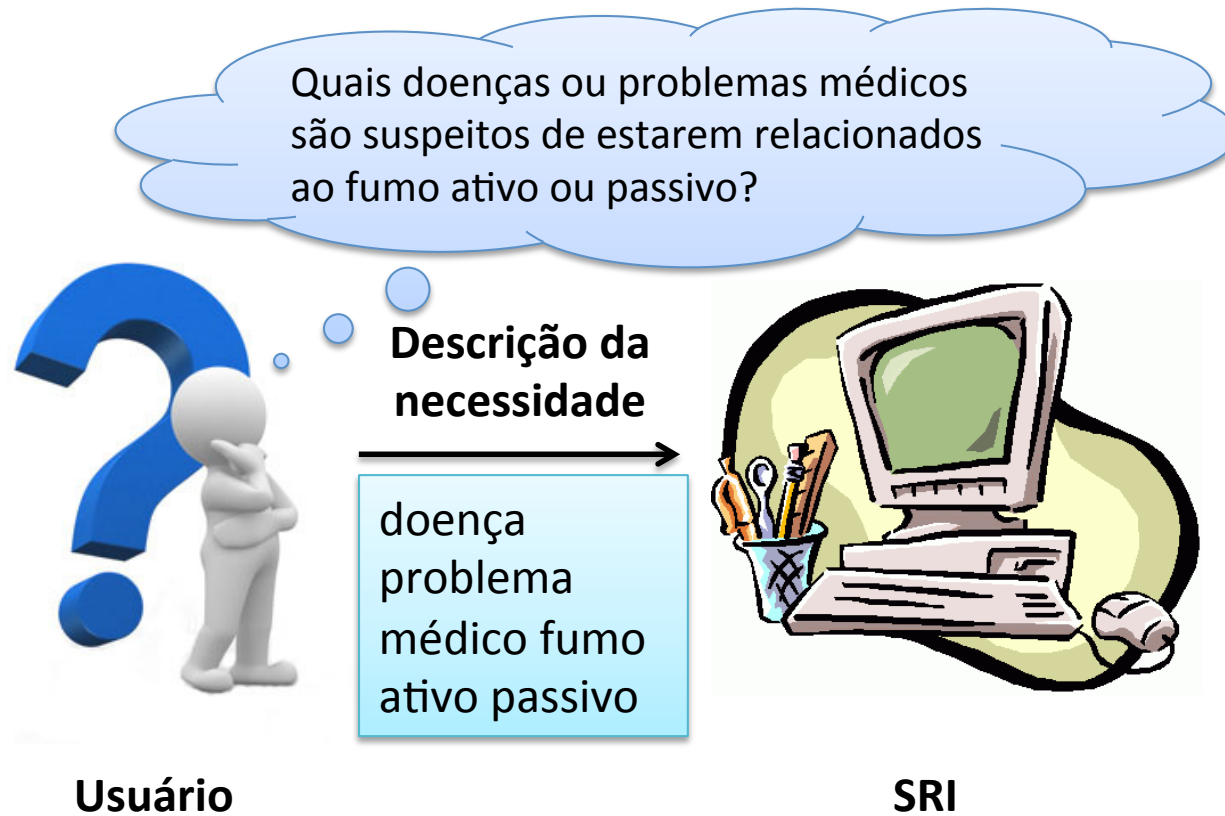 Quais doenças ou problemas médicos
são suspeitos de estarem relacionados
ao fumo ativo ou passivo?
Descrição da
necessidade
doença
problema
médico fumo
ativo passivo
Usuário
SRI